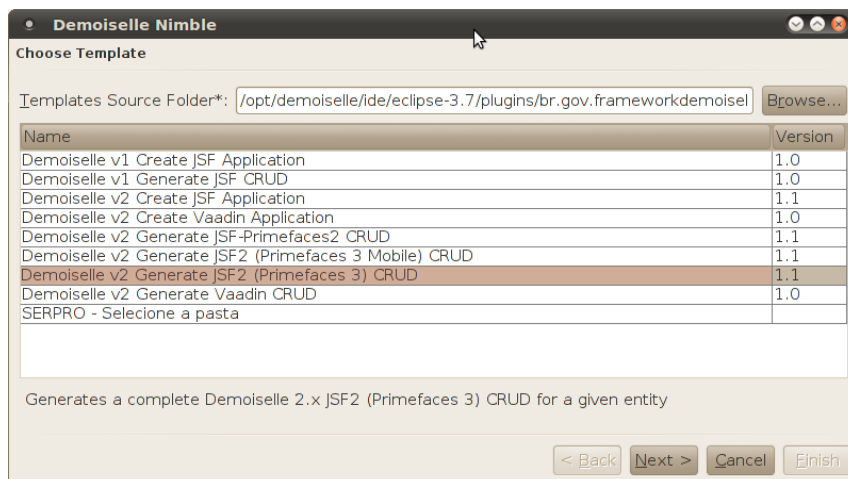 Demoiselle Nimble
Choose Template
Templates Source Folder*: /opt/demoiselle/ide/eclipse-3.7/plugins/br.gov.frameworkdemoisel Browse...
Name Version
Demoiselle v1 Create JSF Application 1.0
Demoiselle v1 Generate JSF CRUD 1.0
Demoiselle v2 Create JSF Application 1.1
Demoiselle v2 Create Vaadin Application 1.0
Demoiselle v2 Generate JSF-Primefaces2 CRUD 1.1
Demoiselle v2 Generate JSF2 (Primefaces 3 Mobile) CRUD 1.1
Demoiselle v2 Generate JSF2 (Primefaces 3) CRUD 1.1
Demoiselle v2 Generate Vaadin CRUD 1.0
SERPRO - Selecione a pasta
Generates a complete Demoiselle 2.x JSF2 (Primefaces 3) CRUD for a given entity
< Back Next > Cancel Finish